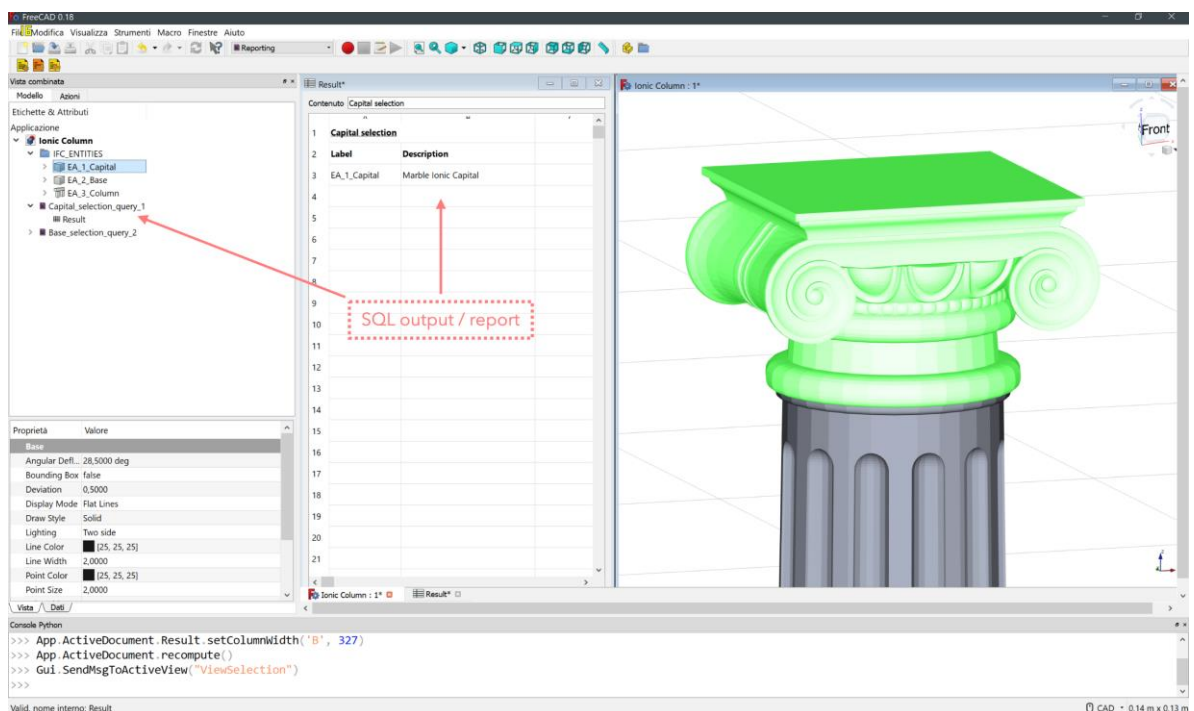 FreeCAD 0.18
File Modifica Visualizza Strumenti Macro Finestre Aiuto
Reporting
Vista combinata
Modello Azioni
Etichette & Attributi
Applicazione
Ionic Column
IFC_ENTITIES
EA_1_Capital
EA_2_Base
EA_3_Column
Capital_selection_query_1
Result
Base_selection_query_2
Proprietà Valore
Base
Angular Defl... 28,5000 deg
Bounding Box false
Deviation 0,5000
Display Mode Flat Lines
Draw Style Solid
Lighting Two side
Line Color [25, 25, 25]
Line Width 2,0000
Point Color [25, 25, 25]
Point Size 2,0000
Vista Dati
Result*
Contenuto Capital selection
1 Capital selection
2 Label Description
3 EA_1_Capital Marble Ionic Capital
4
5
6
7
8
9
10
11
12
13
14
15
16
17
18
19
20
21
SQL output / report
Ionic Column : 1*
Front
Ionic Column : 1* Result*
Console Python
>>> App.ActiveDocument.Result.setColumnWidth('B', 327)
>>> App.ActiveDocument.recompute()
>>> Gui.SendMsgToActiveView("ViewSelection")
>>>
Valid, nome interno: Result
CAD 0.14 m x 0.13 m